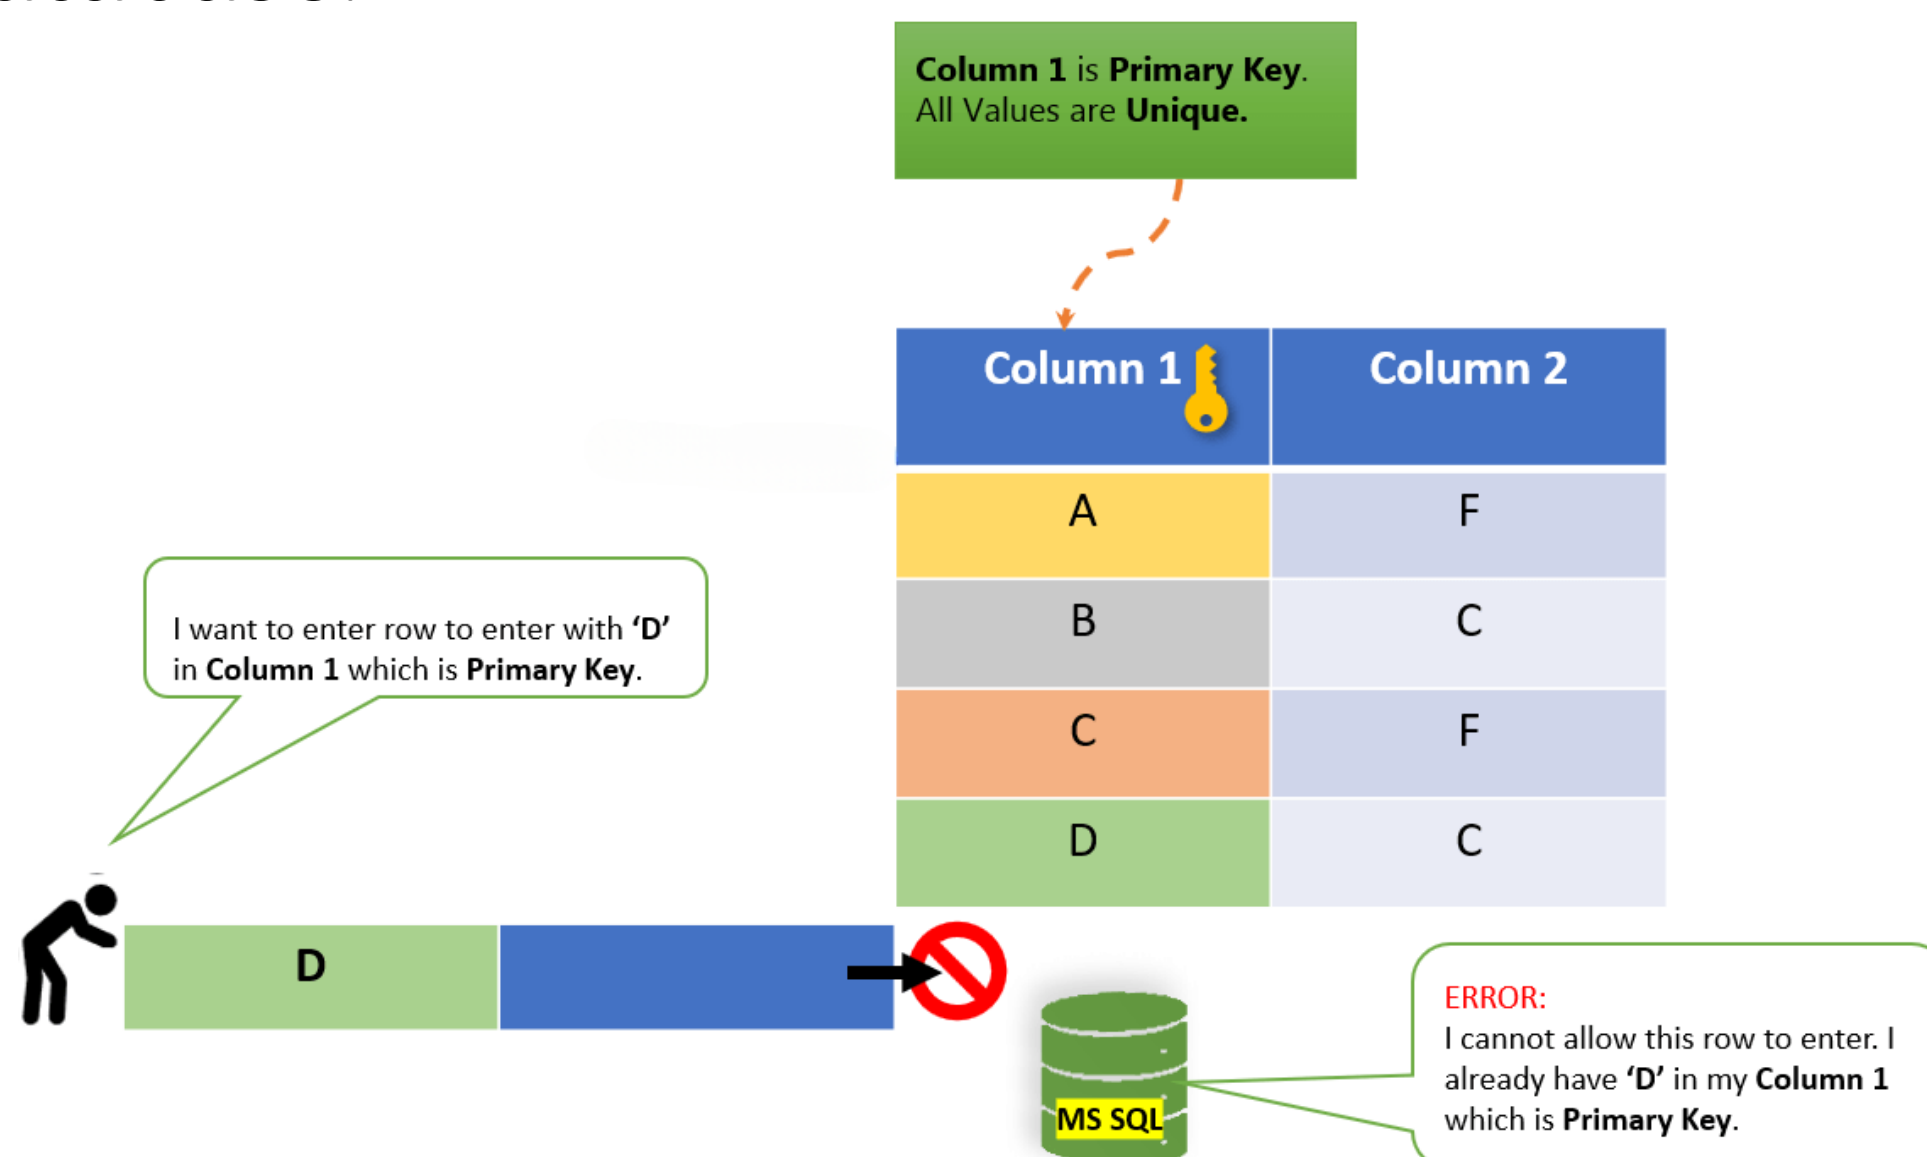 Column 1 is Primary Key.
All Values are Unique.
Column 1 Column 2
A F
B C
C F
D C
I want to enter row to enter with ‘D’
in Column 1 which is Primary Key.
D
MS SQL
ERROR:
I cannot allow this row to enter. I
already have ‘D’ in my Column 1
which is Primary Key.